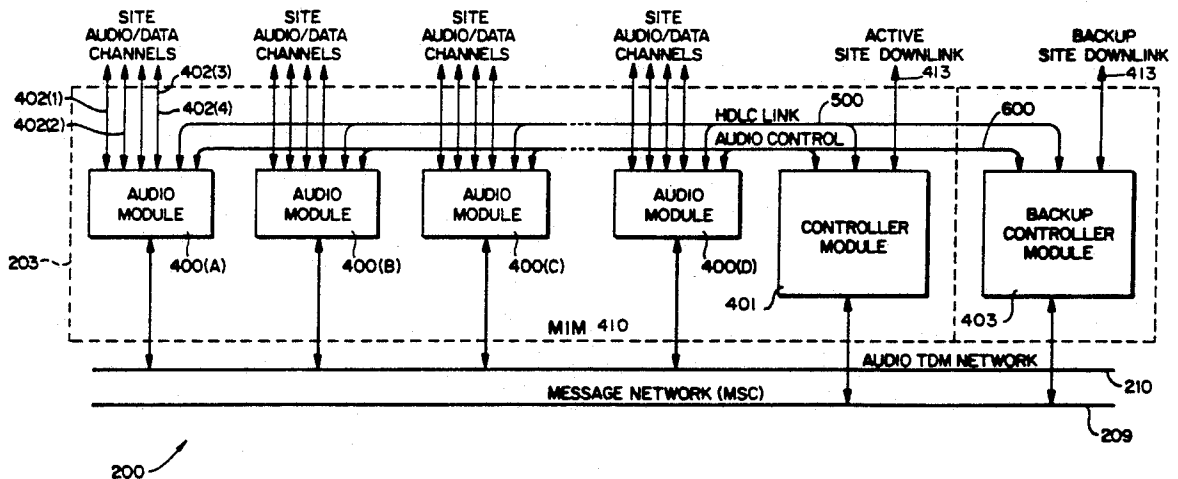 SITE
AUDIO/DATA
CHANNELS
SITE
AUDIO/DATA
CHANNELS
SITE
AUDIO/DATA
CHANNELS
SITE
AUDIO/DATA
CHANNELS
ACTIVE
SITE DOWNLINK
BACKUP
SITE DOWNLINK
402(3)
413
413
402(1)
402(4)
402(2)
HDLC LINK
500
AUDIO CONTROL
600
AUDIO
MODULE
AUDIO
MODULE
AUDIO
MODULE
AUDIO
MODULE
CONTROLLER
MODULE
BACKUP
CONTROLLER
MODULE
203
400(A)
400(B)
400(C)
400(D)
401
403
MIM 410
AUDIO TDM NETWORK
210
MESSAGE NETWORK (MSC)
209
200